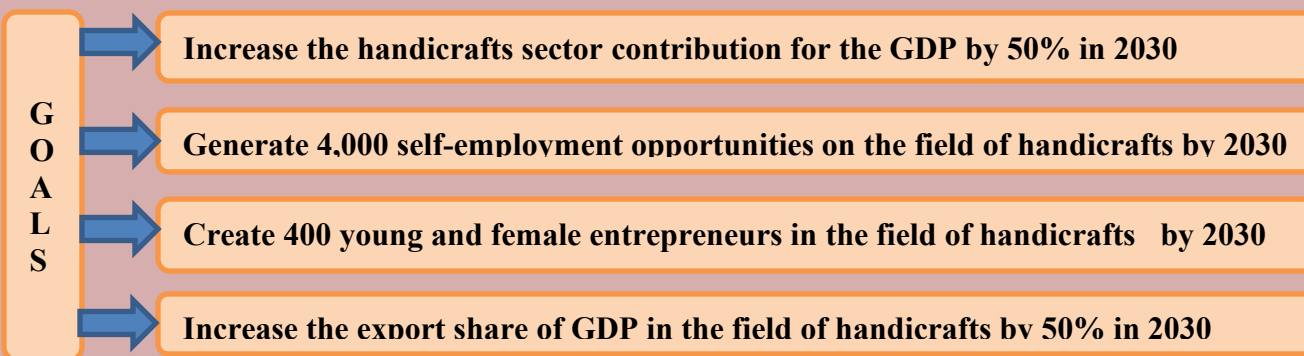 GOALS
Increase the handicrafts sector contribution for the GDP by 50% in 2030
Generate 4,000 self-employment opportunities on the field of handicrafts by 2030
Create 400 young and female entrepreneurs in the field of handicrafts by 2030
Increase the export share of GDP in the field of handicrafts by 50% in 2030